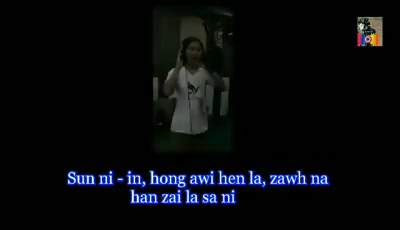 Sun ni - in, hong awi hen la, zawh na
han zai la sa ni